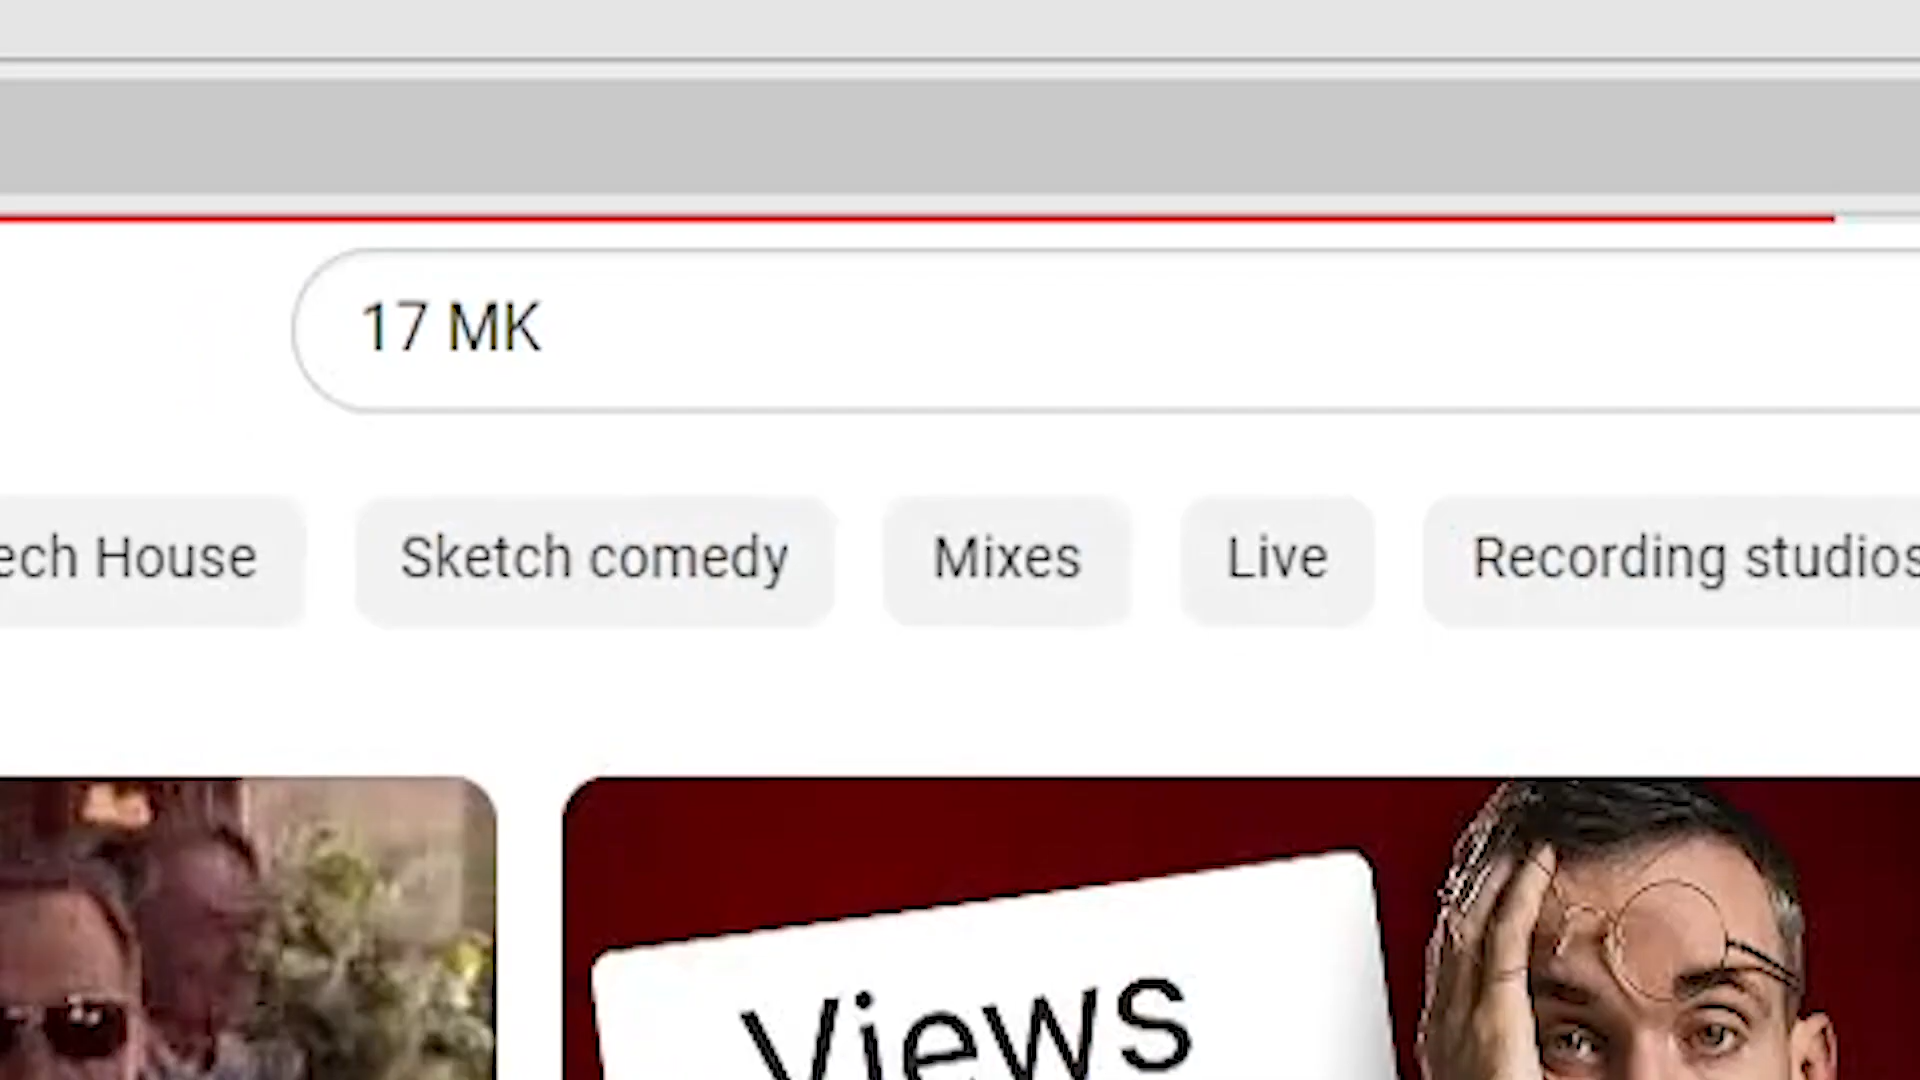 17 MK
ech House
Sketch comedy
Mixes
Live
Recording studios
Views